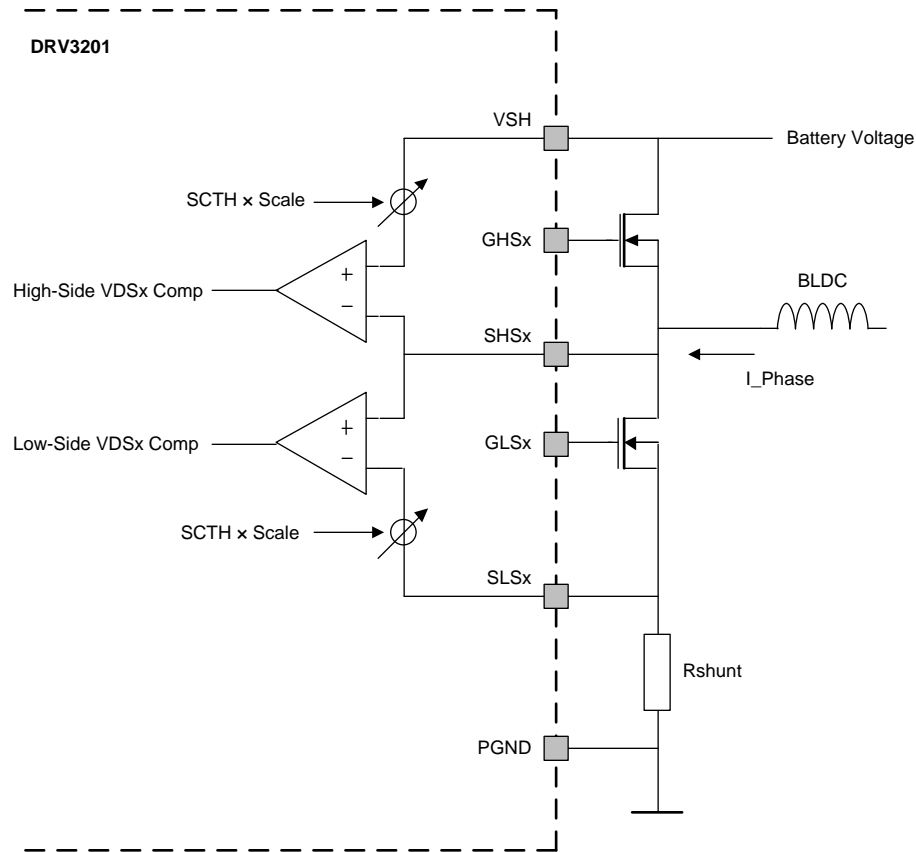 DRV3201
VSH
Battery Voltage
SCTH × Scale
GHSx
+
−
High-Side VDSx Comp
BLDC
SHSx
I_Phase
+
−
Low-Side VDSx Comp
GLSx
SCTH × Scale
SLSx
Rshunt
PGND